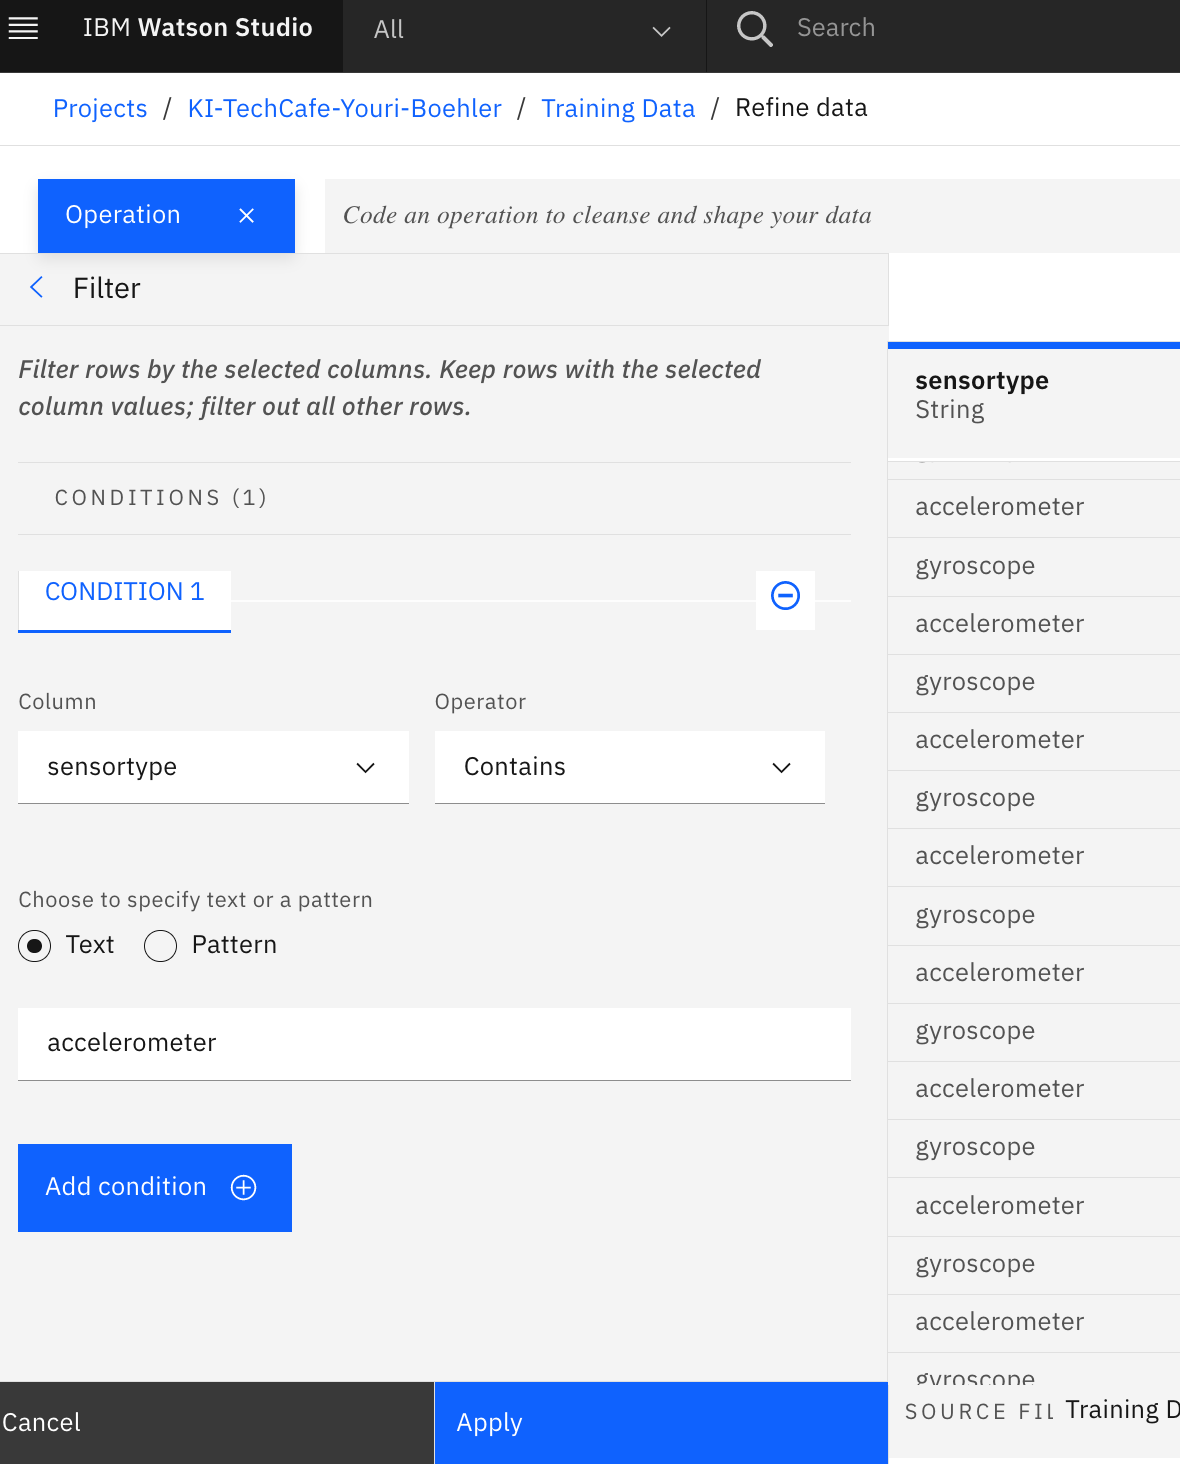 IBM Watson Studio
All
Search
Projects / KI-TechCafe-Youri-Boehler / Training Data / Refine data
Operation
Code an operation to cleanse and shape your data
Filter
Filter rows by the selected columns. Keep rows with the selected
column values; filter out all other rows.
CONDITIONS (1)
CONDITION 1
Column
Operator
sensortype
Contains
Choose to specify text or a pattern
Text
Pattern
accelerometer
Add condition
Cancel
Apply
sensortype
String
accelerometer
gyroscope
accelerometer
gyroscope
accelerometer
gyroscope
accelerometer
gyroscope
accelerometer
gyroscope
accelerometer
gyroscope
accelerometer
gyroscope
accelerometer
gyroscope
SOURCE FIL Training D